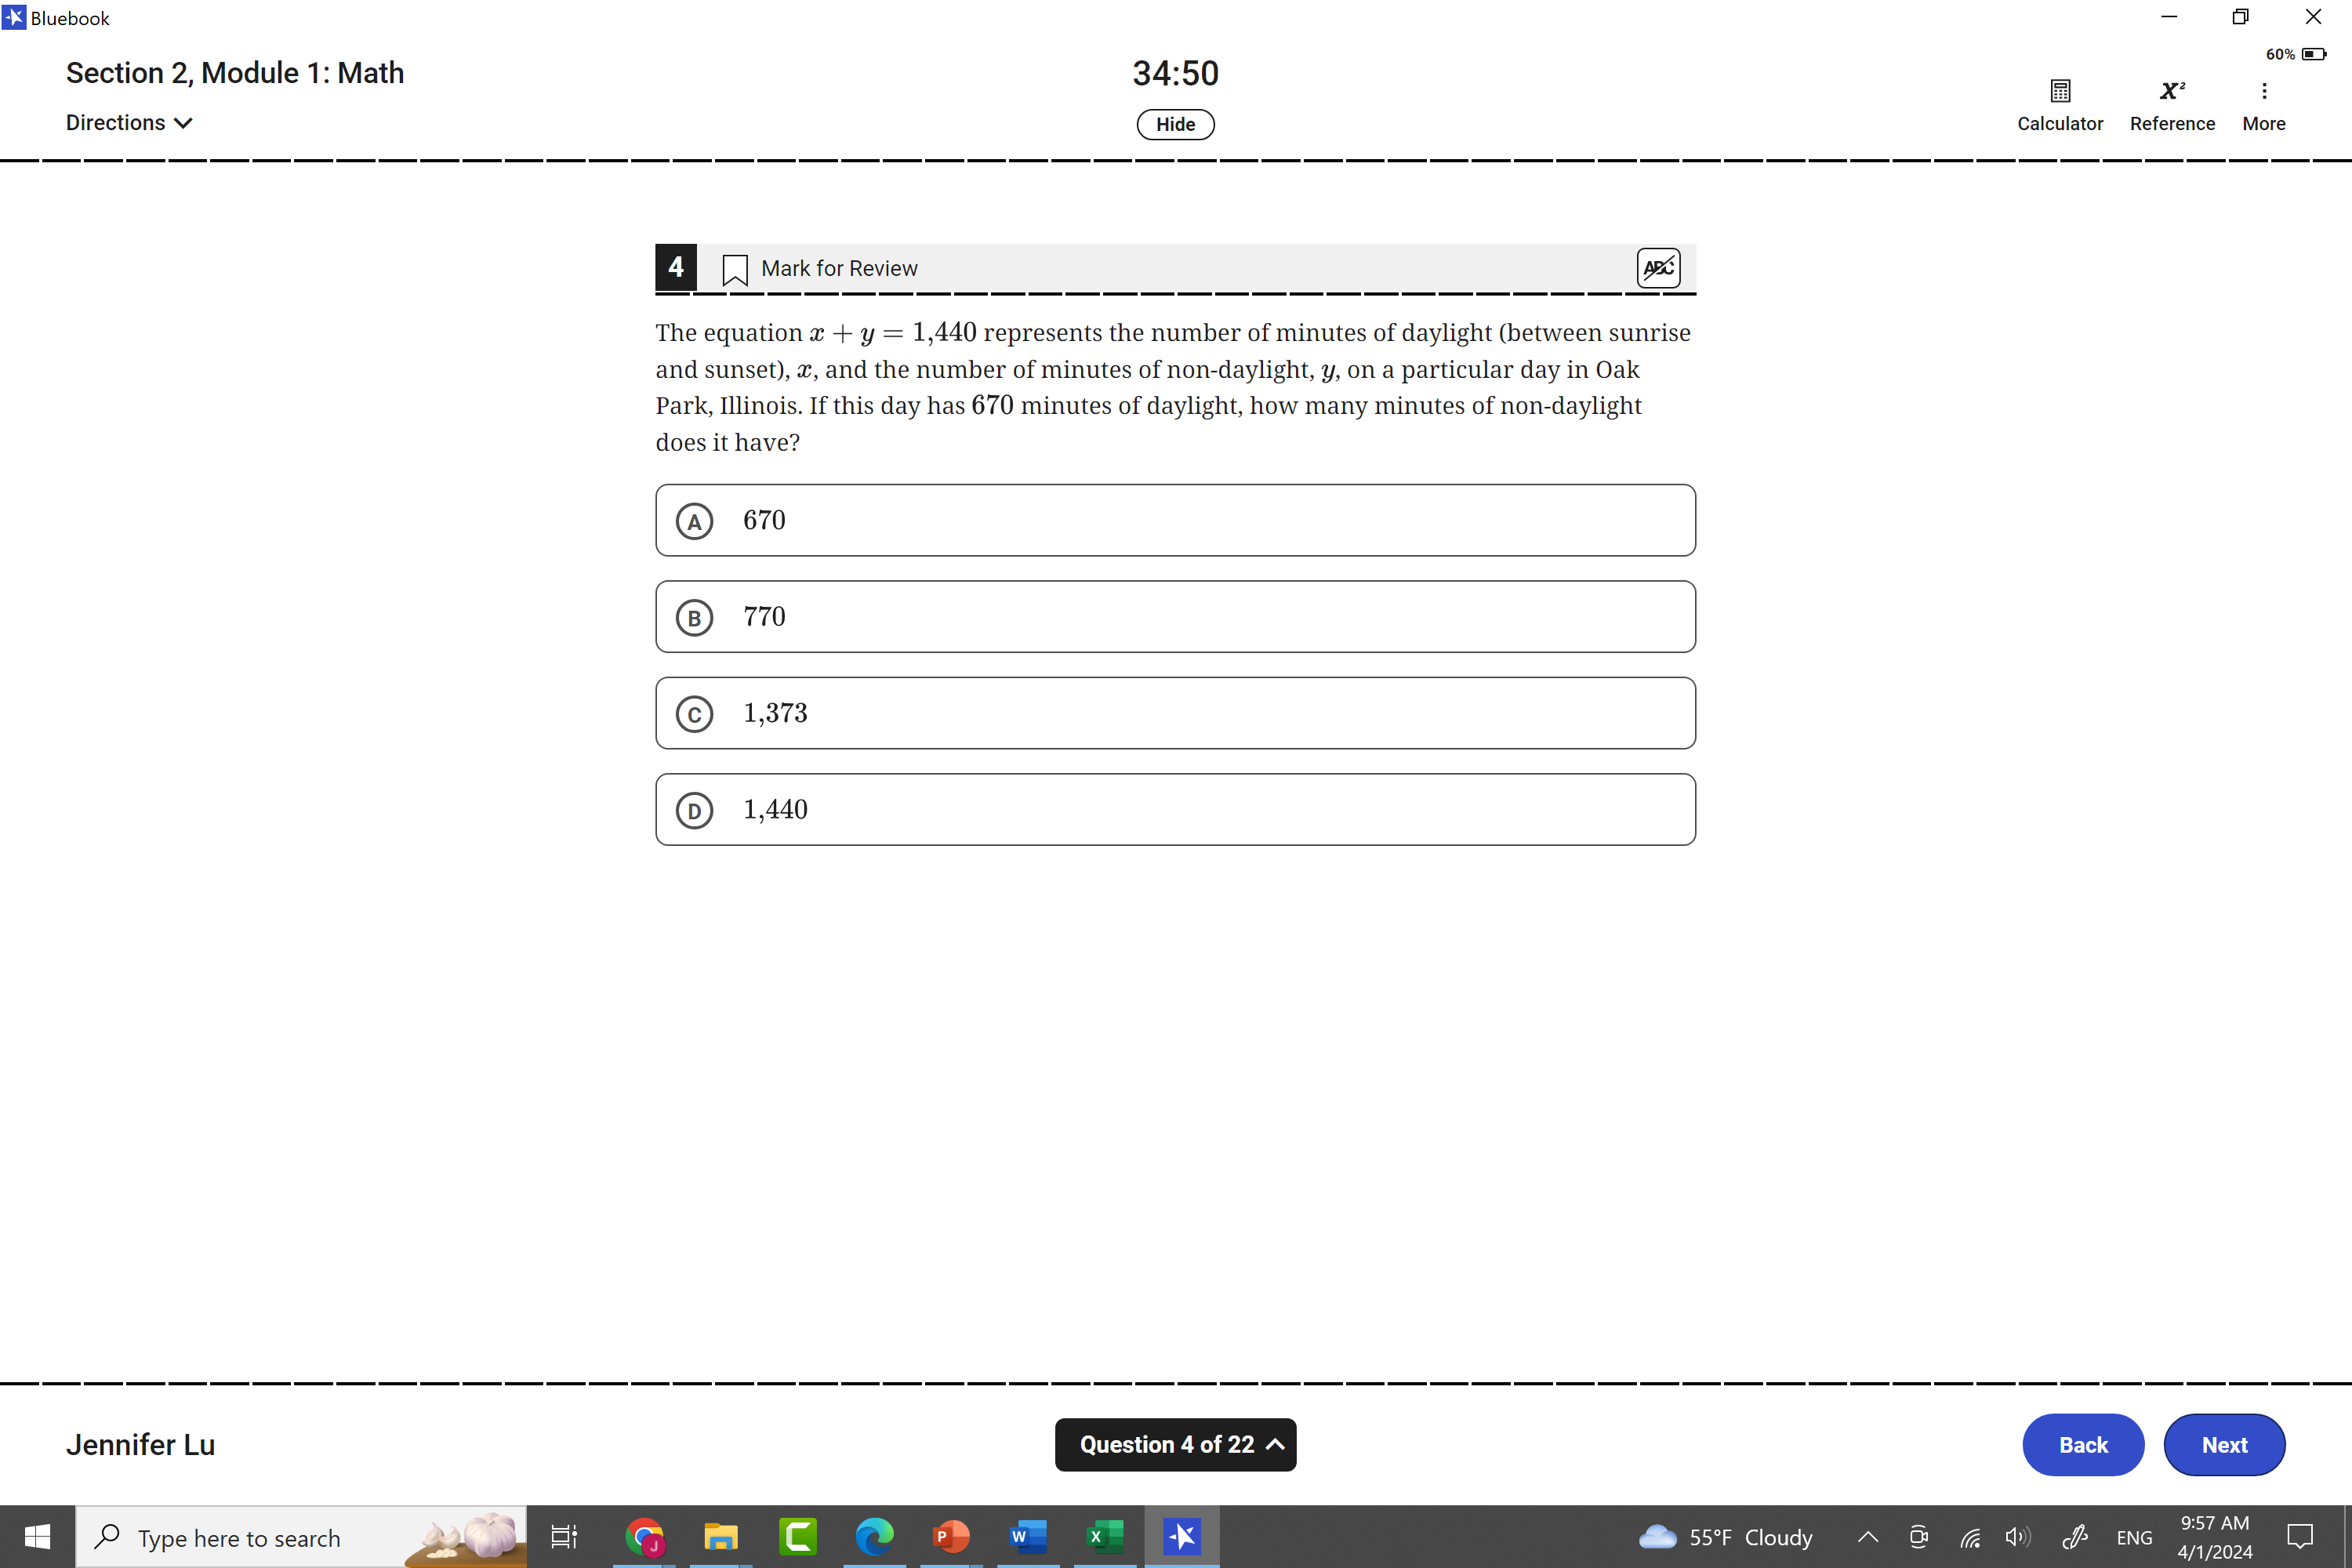 Bluebook
60%
Section 2, Module 1: Math
34:50
Directions
Hide
X²
Calculator
Reference
More
4
Mark for Review
ABC
The equation x + y = 1,440 represents the number of minutes of daylight (between sunrise
and sunset), x, and the number of minutes of non-daylight, y, on a particular day in Oak
Park, Illinois. If this day has 670 minutes of daylight, how many minutes of non-daylight
does it have?
A 670
B 770
C 1,373
D 1,440
Jennifer Lu
Question 4 of 22
Back
Next
Type here to search
J
P
W
X
55°F Cloudy
ENG
9:57 AM
4/1/2024